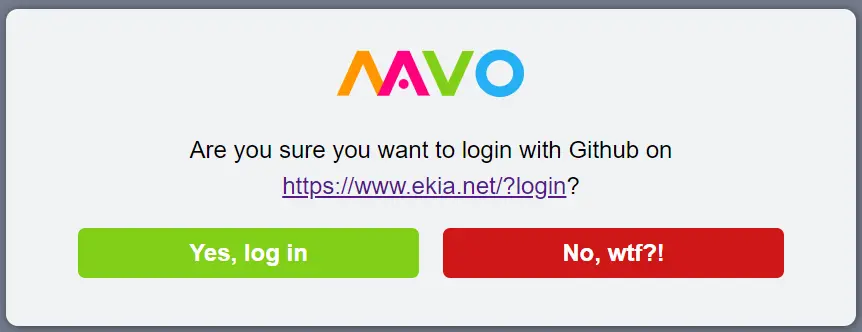 MAVO
Are you sure you want to login with Github on
https://www.ekia.net/?login?
Yes, log in
No, wtf?!